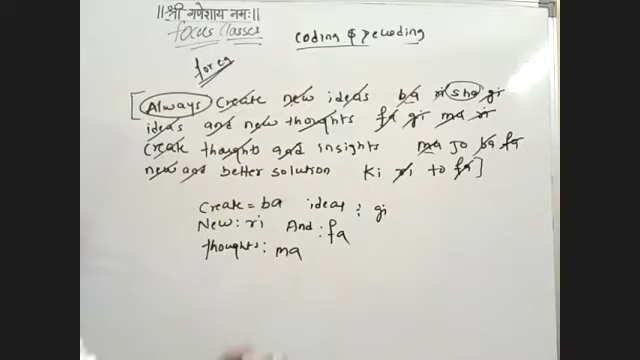 ||श्री गणेशाय नमः||
focus classes
coding & Decoding
for eg
[Always create new ideas ba ri sha gi
ideas and new thoughts fa gi ma ri
create thoughts and insights ma jo ba fa
new and better solution ki ri to fa]
create = ba ideas : gi
New : ri And : fa
thoughts : ma